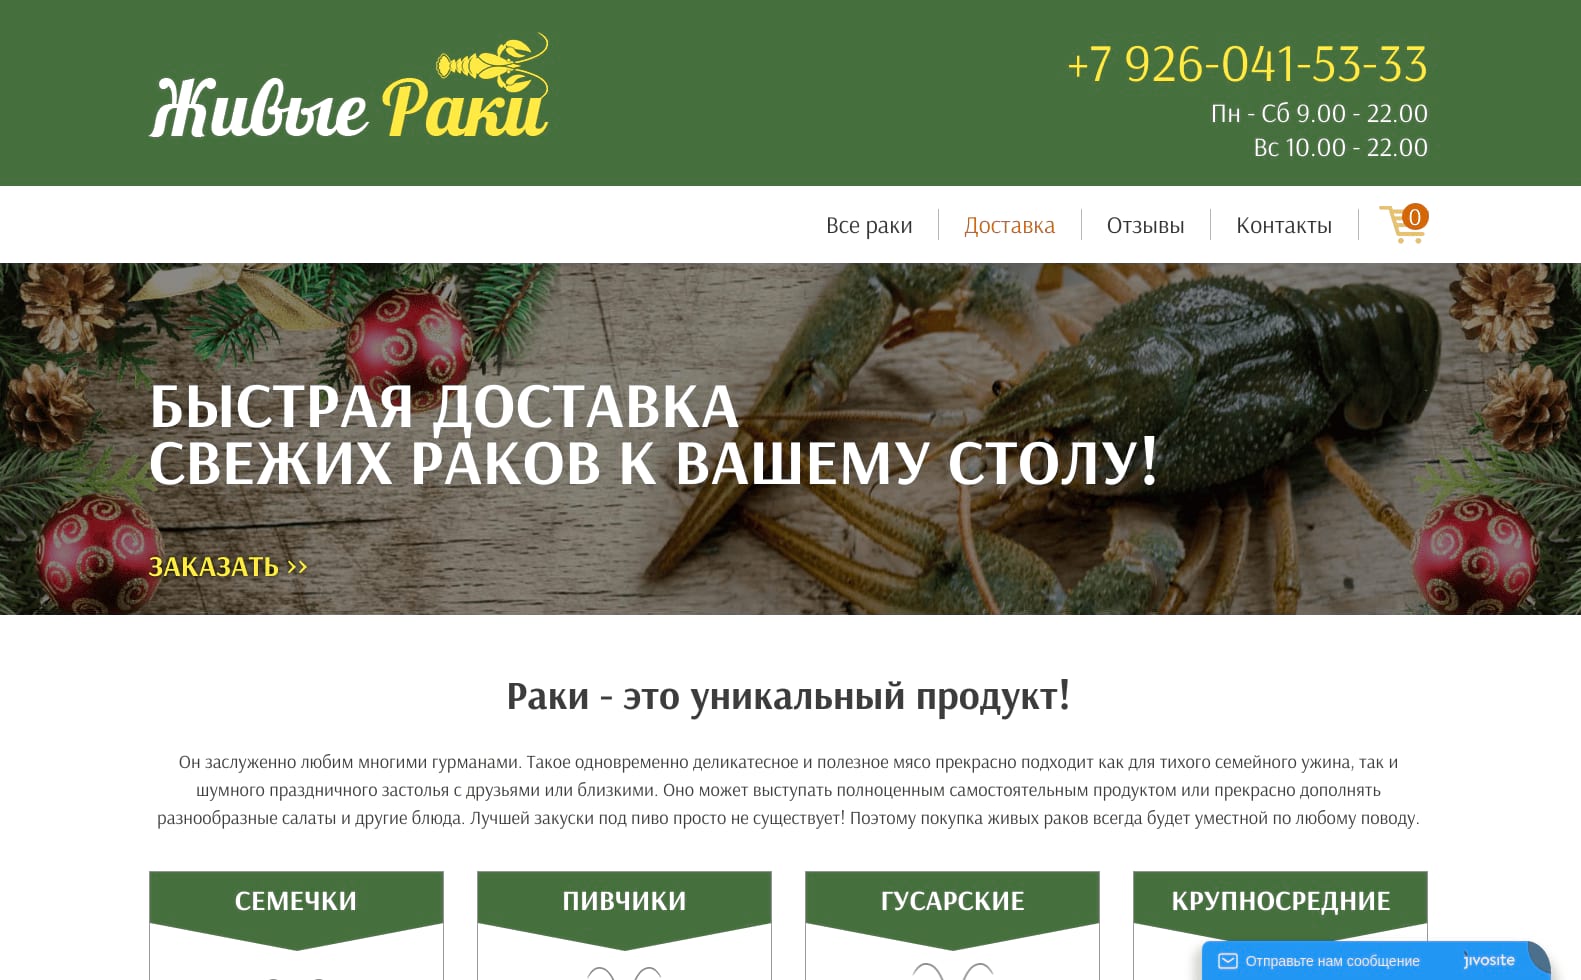 Живые Раки
+7 926-041-53-33
Пн - Сб 9.00 - 22.00
Вс 10.00 - 22.00
Все раки
Доставка
Отзывы
Контакты
0
БЫСТРАЯ ДОСТАВКА
СВЕЖИХ РАКОВ К ВАШЕМУ СТОЛУ!
ЗАКАЗАТЬ >>
Раки - это уникальный продукт!
Он заслуженно любим многими гурманами. Такое одновременно деликатесное и полезное мясо прекрасно подходит как для тихого семейного ужина, так и
шумного праздничного застолья с друзьями или близкими. Оно может выступать полноценным самостоятельным продуктом или прекрасно дополнять
разнообразные салаты и другие блюда. Лучшей закуски под пиво просто не существует! Поэтому покупка живых раков всегда будет уместной по любому поводу.
СЕМЕЧКИ
ПИВЧИКИ
ГУСАРСКИЕ
КРУПНОСРЕДНИЕ
Отправьте нам сообщение
jivosite